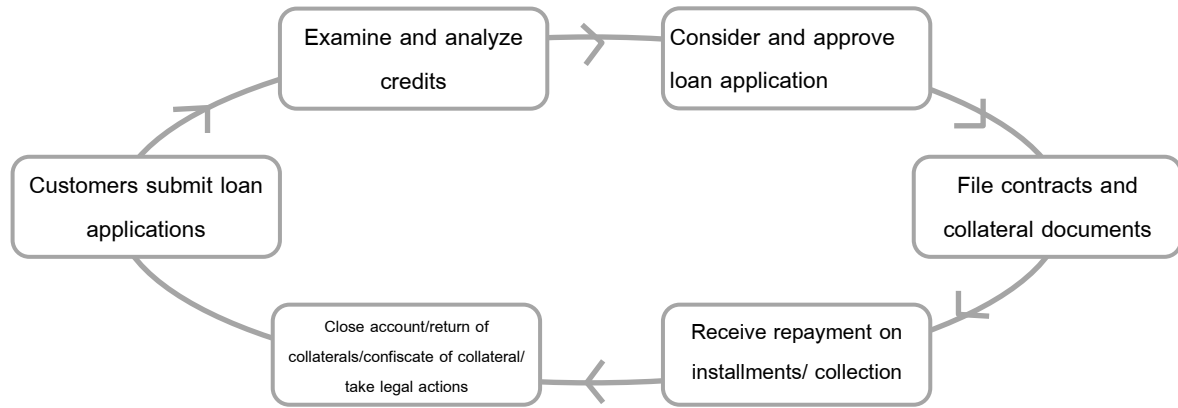 Examine and analyze
credits
Consider and approve
loan application
Customers submit loan
applications
File contracts and
collateral documents
Close account/return of
collaterals/confiscate of collateral/
take legal actions
Receive repayment on
installments/ collection